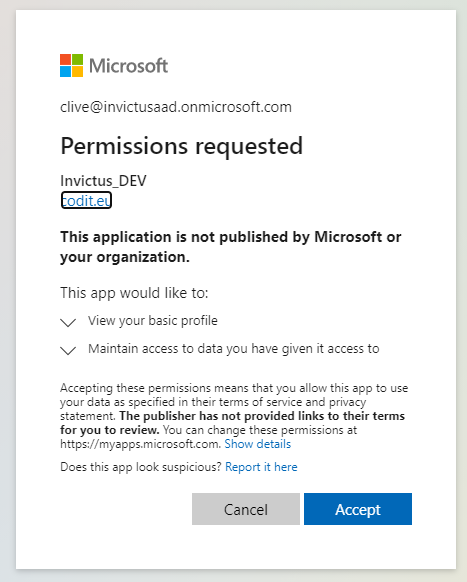 Microsoft
clive@invictusaad.onmicrosoft.com
Permissions requested
Invictus_DEV
codit.eu
This application is not published by Microsoft or
your organization.
This app would like to:
View your basic profile
Maintain access to data you have given it access to
Accepting these permissions means that you allow this app to use
your data as specified in their terms of service and privacy
statement. The publisher has not provided links to their terms
for you to review. You can change these permissions at
https://myapps.microsoft.com. Show details
Does this app look suspicious? Report it here
Cancel Accept